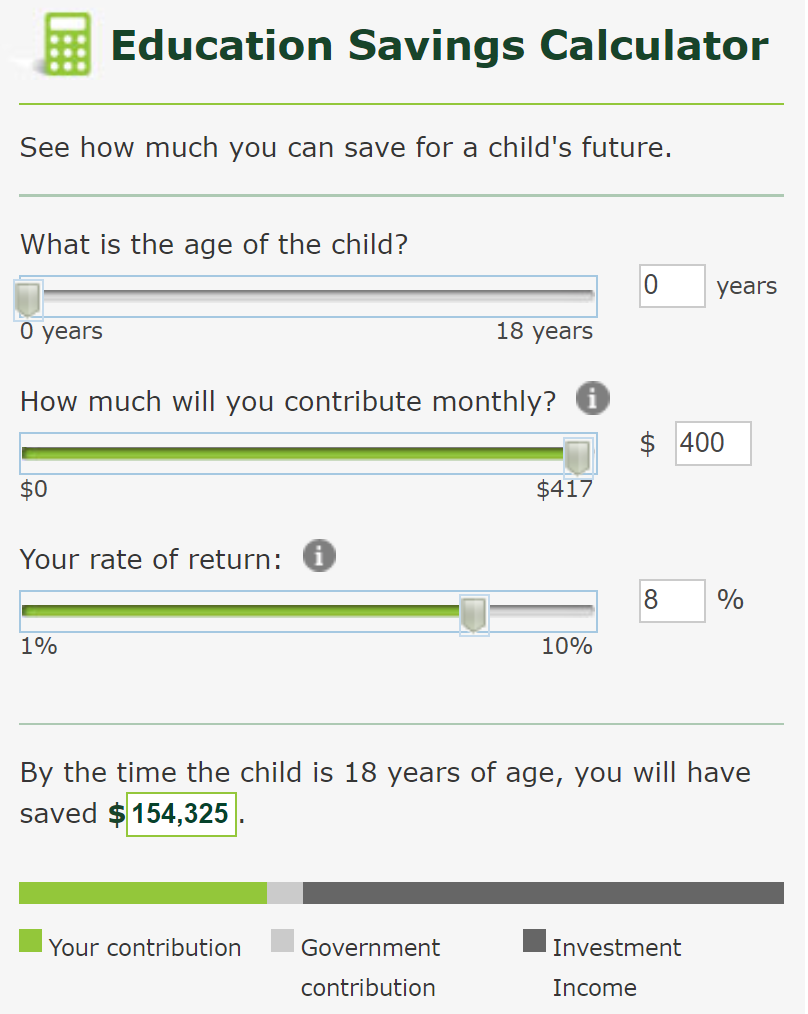 Education Savings Calculator
See how much you can save for a child's future.
What is the age of the child?
0 years
0 years
18 years
How much will you contribute monthly? i
$ 400
$0
$417
Your rate of return: i
8 %
1%
10%
By the time the child is 18 years of age, you will have
saved $154,325.
Your contribution
Government
contribution
Investment
Income